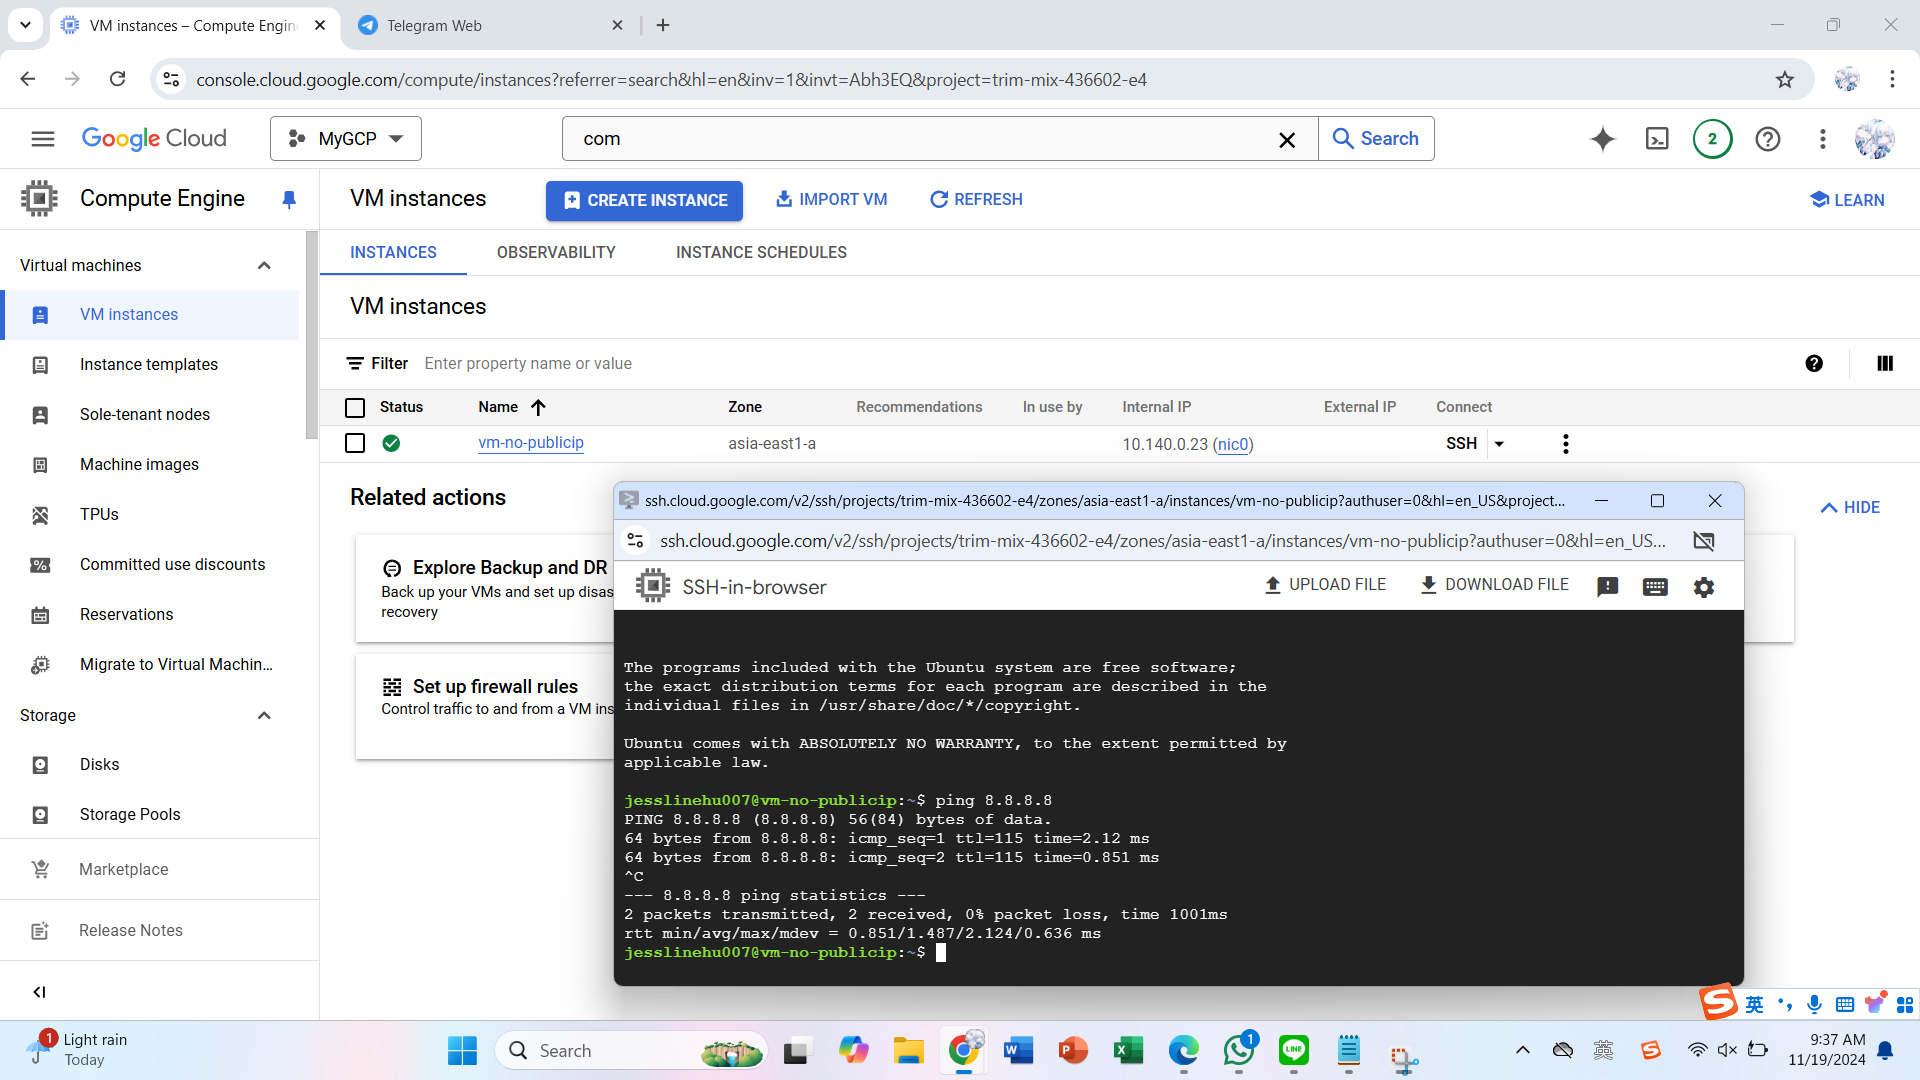 VM instances – Compute Engin
Telegram Web
console.cloud.google.com/compute/instances?referrer=search&hl=en&inv=1&invt=Abh3EQ&project=trim-mix-436602-e4
Google Cloud
MyGCP
com
Search
2
Compute Engine
VM instances
CREATE INSTANCE
IMPORT VM
REFRESH
LEARN
Virtual machines
VM instances
Instance templates
Sole-tenant nodes
Machine images
TPUs
Committed use discounts
Reservations
Migrate to Virtual Machin...
Storage
Disks
Storage Pools
Marketplace
Release Notes
INSTANCES
OBSERVABILITY
INSTANCE SCHEDULES
VM instances
Filter Enter property name or value
Status Name Zone Recommendations In use by Internal IP External IP Connect
vm-no-publicip asia-east1-a 10.140.0.23 (nic0) SSH
Related actions
HIDE
Explore Backup and DR
Back up your VMs and set up disas
recovery
Set up firewall rules
Control traffic to and from a VM ins
ssh.cloud.google.com/v2/ssh/projects/trim-mix-436602-e4/zones/asia-east1-a/instances/vm-no-publicip?authuser=0&hl=en_US&project...
ssh.cloud.google.com/v2/ssh/projects/trim-mix-436602-e4/zones/asia-east1-a/instances/vm-no-publicip?authuser=0&hl=en_US...
SSH-in-browser
UPLOAD FILE
DOWNLOAD FILE
The programs included with the Ubuntu system are free software;
the exact distribution terms for each program are described in the
individual files in /usr/share/doc/*/copyright.
Ubuntu comes with ABSOLUTELY NO WARRANTY, to the extent permitted by
applicable law.
jesslinehu007@vm-no-publicip:~$ ping 8.8.8.8
PING 8.8.8.8 (8.8.8.8) 56(84) bytes of data.
64 bytes from 8.8.8.8: icmp_seq=1 ttl=115 time=2.12 ms
64 bytes from 8.8.8.8: icmp_seq=2 ttl=115 time=0.851 ms
^C
--- 8.8.8.8 ping statistics ---
2 packets transmitted, 2 received, 0% packet loss, time 1001ms
rtt min/avg/max/mdev = 0.851/1.487/2.124/0.636 ms
jesslinehu007@vm-no-publicip:~$
英
1
Light rain
Today
Search
1
英
9:37 AM
11/19/2024